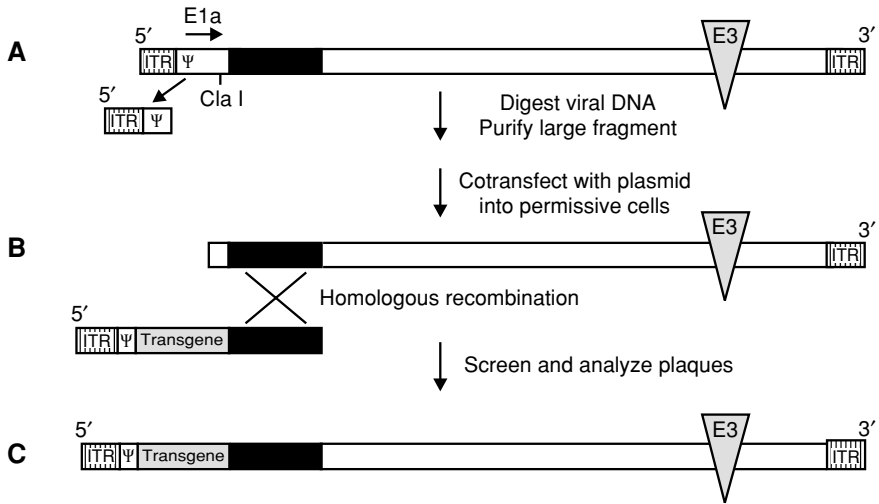 E1a
5′
3′
A
ITR
Ψ
E3
ITR
5′
Cla I
ITR
Ψ
Digest viral DNA
Purify large fragment
Cotransfect with plasmid
into permissive cells
3′
B
E3
ITR
Homologous recombination
5′
ITR
Ψ
Transgene
Screen and analyze plaques
5′
3′
C
ITR
Ψ
Transgene
E3
ITR